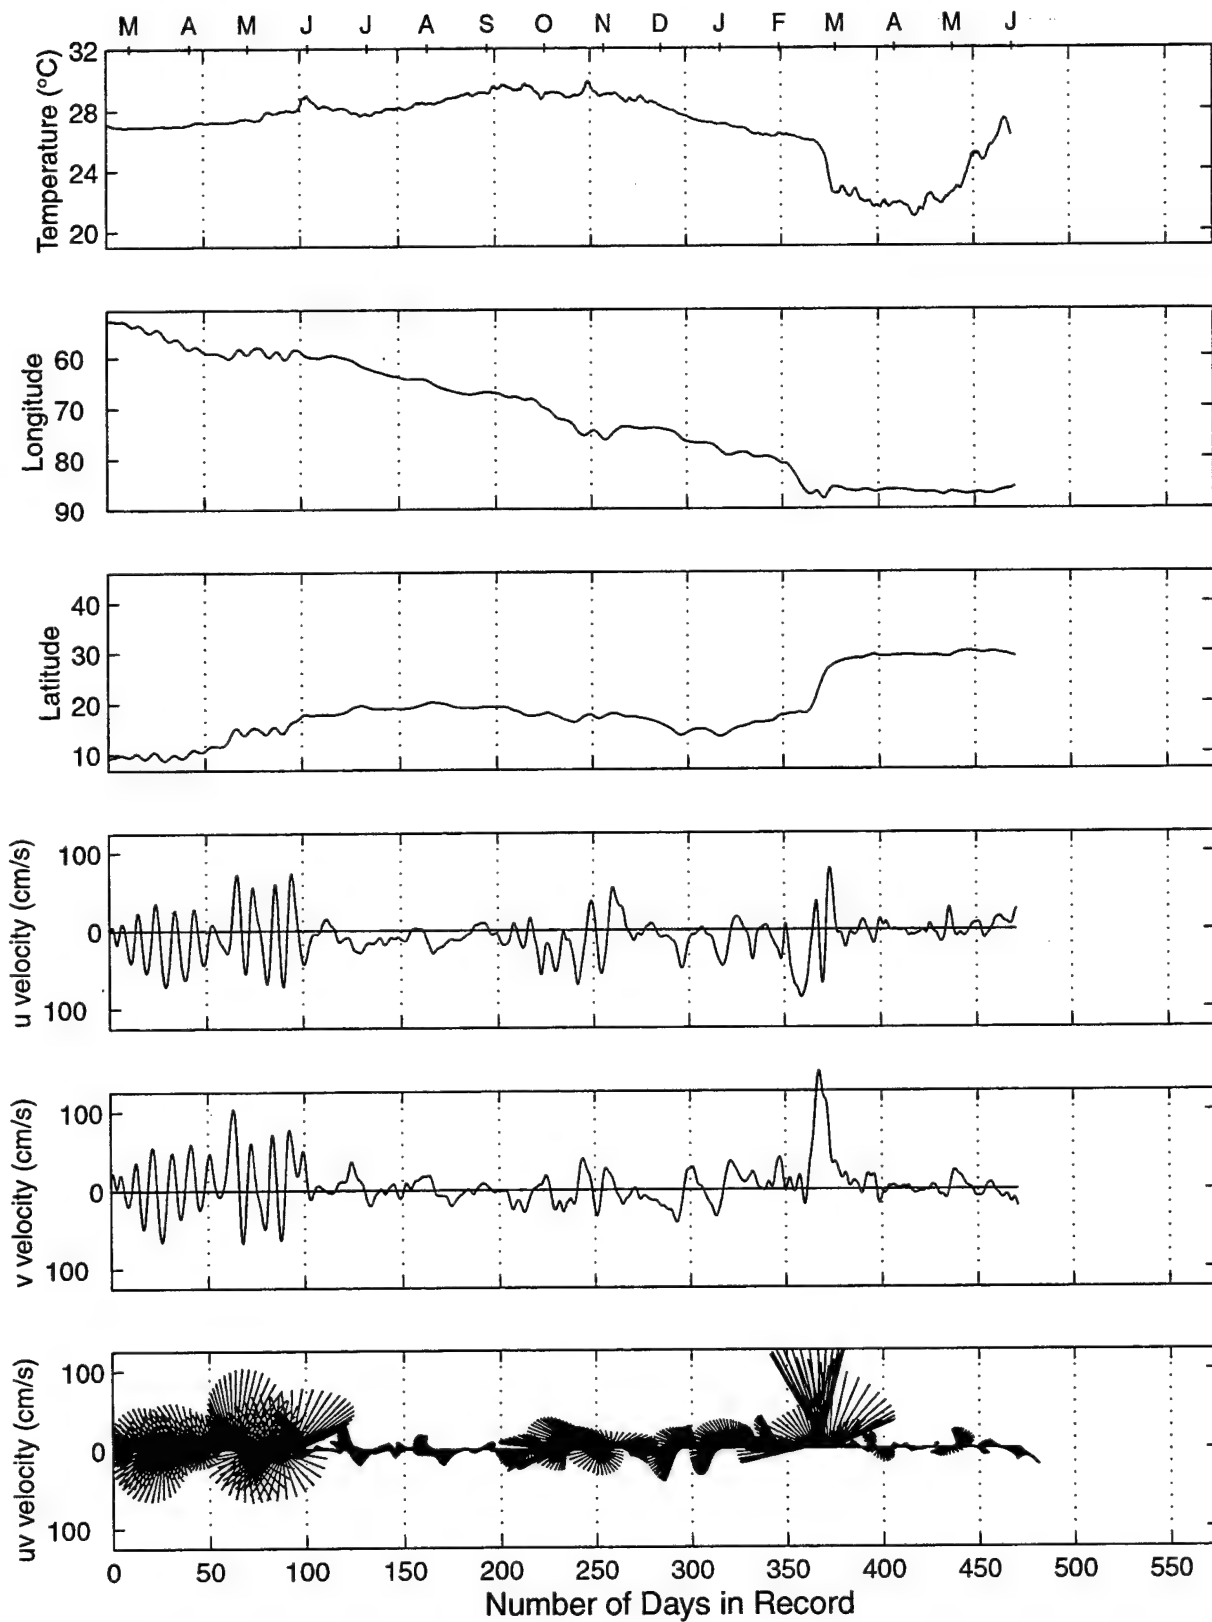 M A M J J A S O N D J F M A M J
Temperature (°C)
32
28
24
20
Longitude
60
70
80
90
Latitude
40
30
20
10
u velocity (cm/s)
100
0
100
v velocity (cm/s)
100
0
100
uv velocity (cm/s)
100
0
100
0 50 100 150 200 250 300 350 400 450 500 550
Number of Days in Record